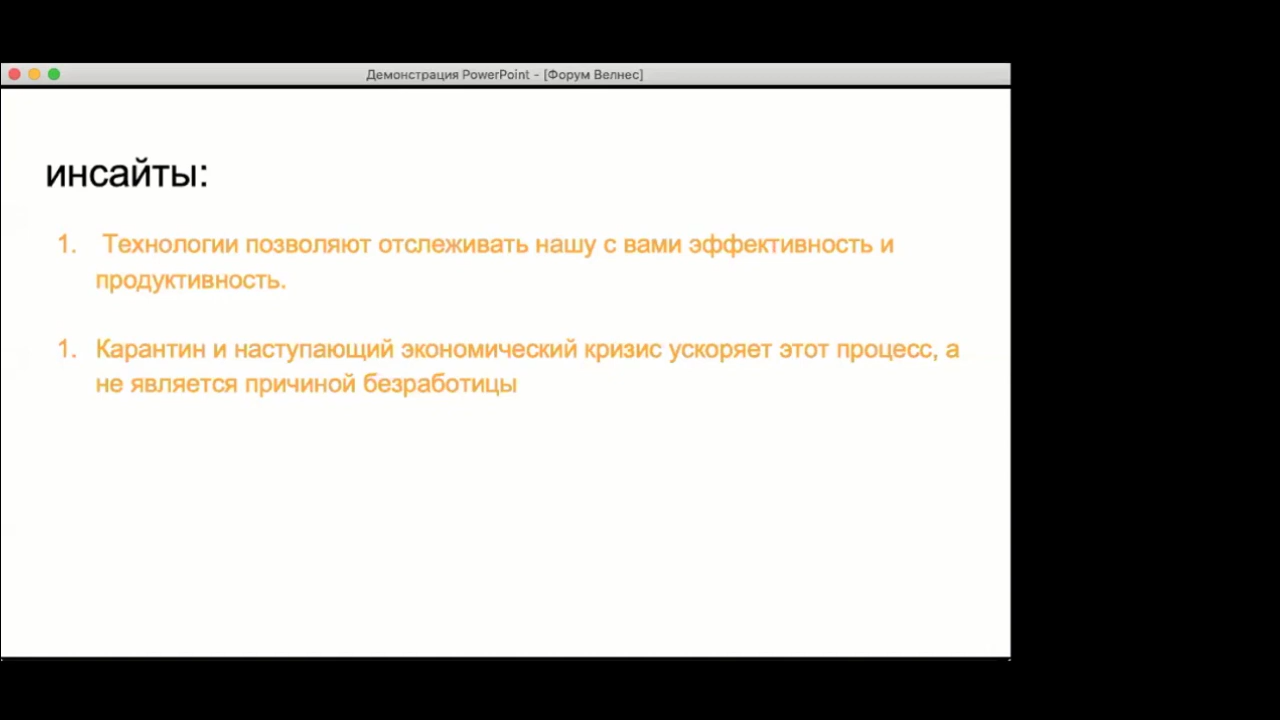 Демонстрация PowerPoint - [Форум Велнес]
инсайты:
1. Технологии позволяют отслеживать нашу с вами эффективность и
продуктивность.
1. Карантин и наступающий экономический кризис ускоряет этот процесс, а
не является причиной безработицы